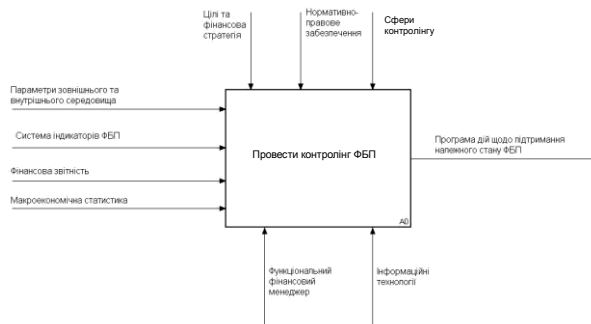 Цілі та
фінансова
стратегія
Нормативно-
правове
забезпечення
Сфери
контролінгу
Параметри зовнішнього та
внутрішнього середовища
Система індикаторів ФБП
Фінансова звітність
Макроекономічна статистика
Провести контролінг ФБП
A0
Програма дій щодо підтримання
належного стану ФБП
Функціональний
фінансовий
менеджер
Інформаційні
технології